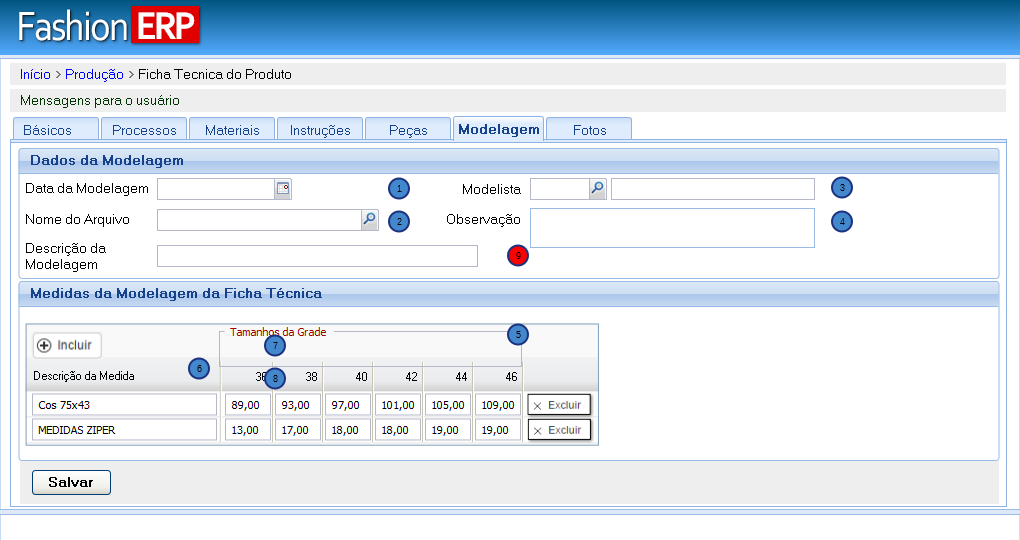 Fashion ERP
Início > Produção > Ficha Tecnica do Produto
Mensagens para o usuário
Básicos Processos Materiais Instruções Peças Modelagem Fotos
Dados da Modelagem
Data da Modelagem 1 Modelista 3
Nome do Arquivo 2 Observação 4
Descrição da
Modelagem 9
Medidas da Modelagem da Ficha Técnica
Tamanhos da Grade 5
Incluir 7
6
Descrição da Medida 36 8 38 40 42 44 46
Cos 75x43 89,00 93,00 97,00 101,00 105,00 109,00 Excluir
MEDIDAS ZIPER 13,00 17,00 18,00 18,00 19,00 19,00 Excluir
Salvar